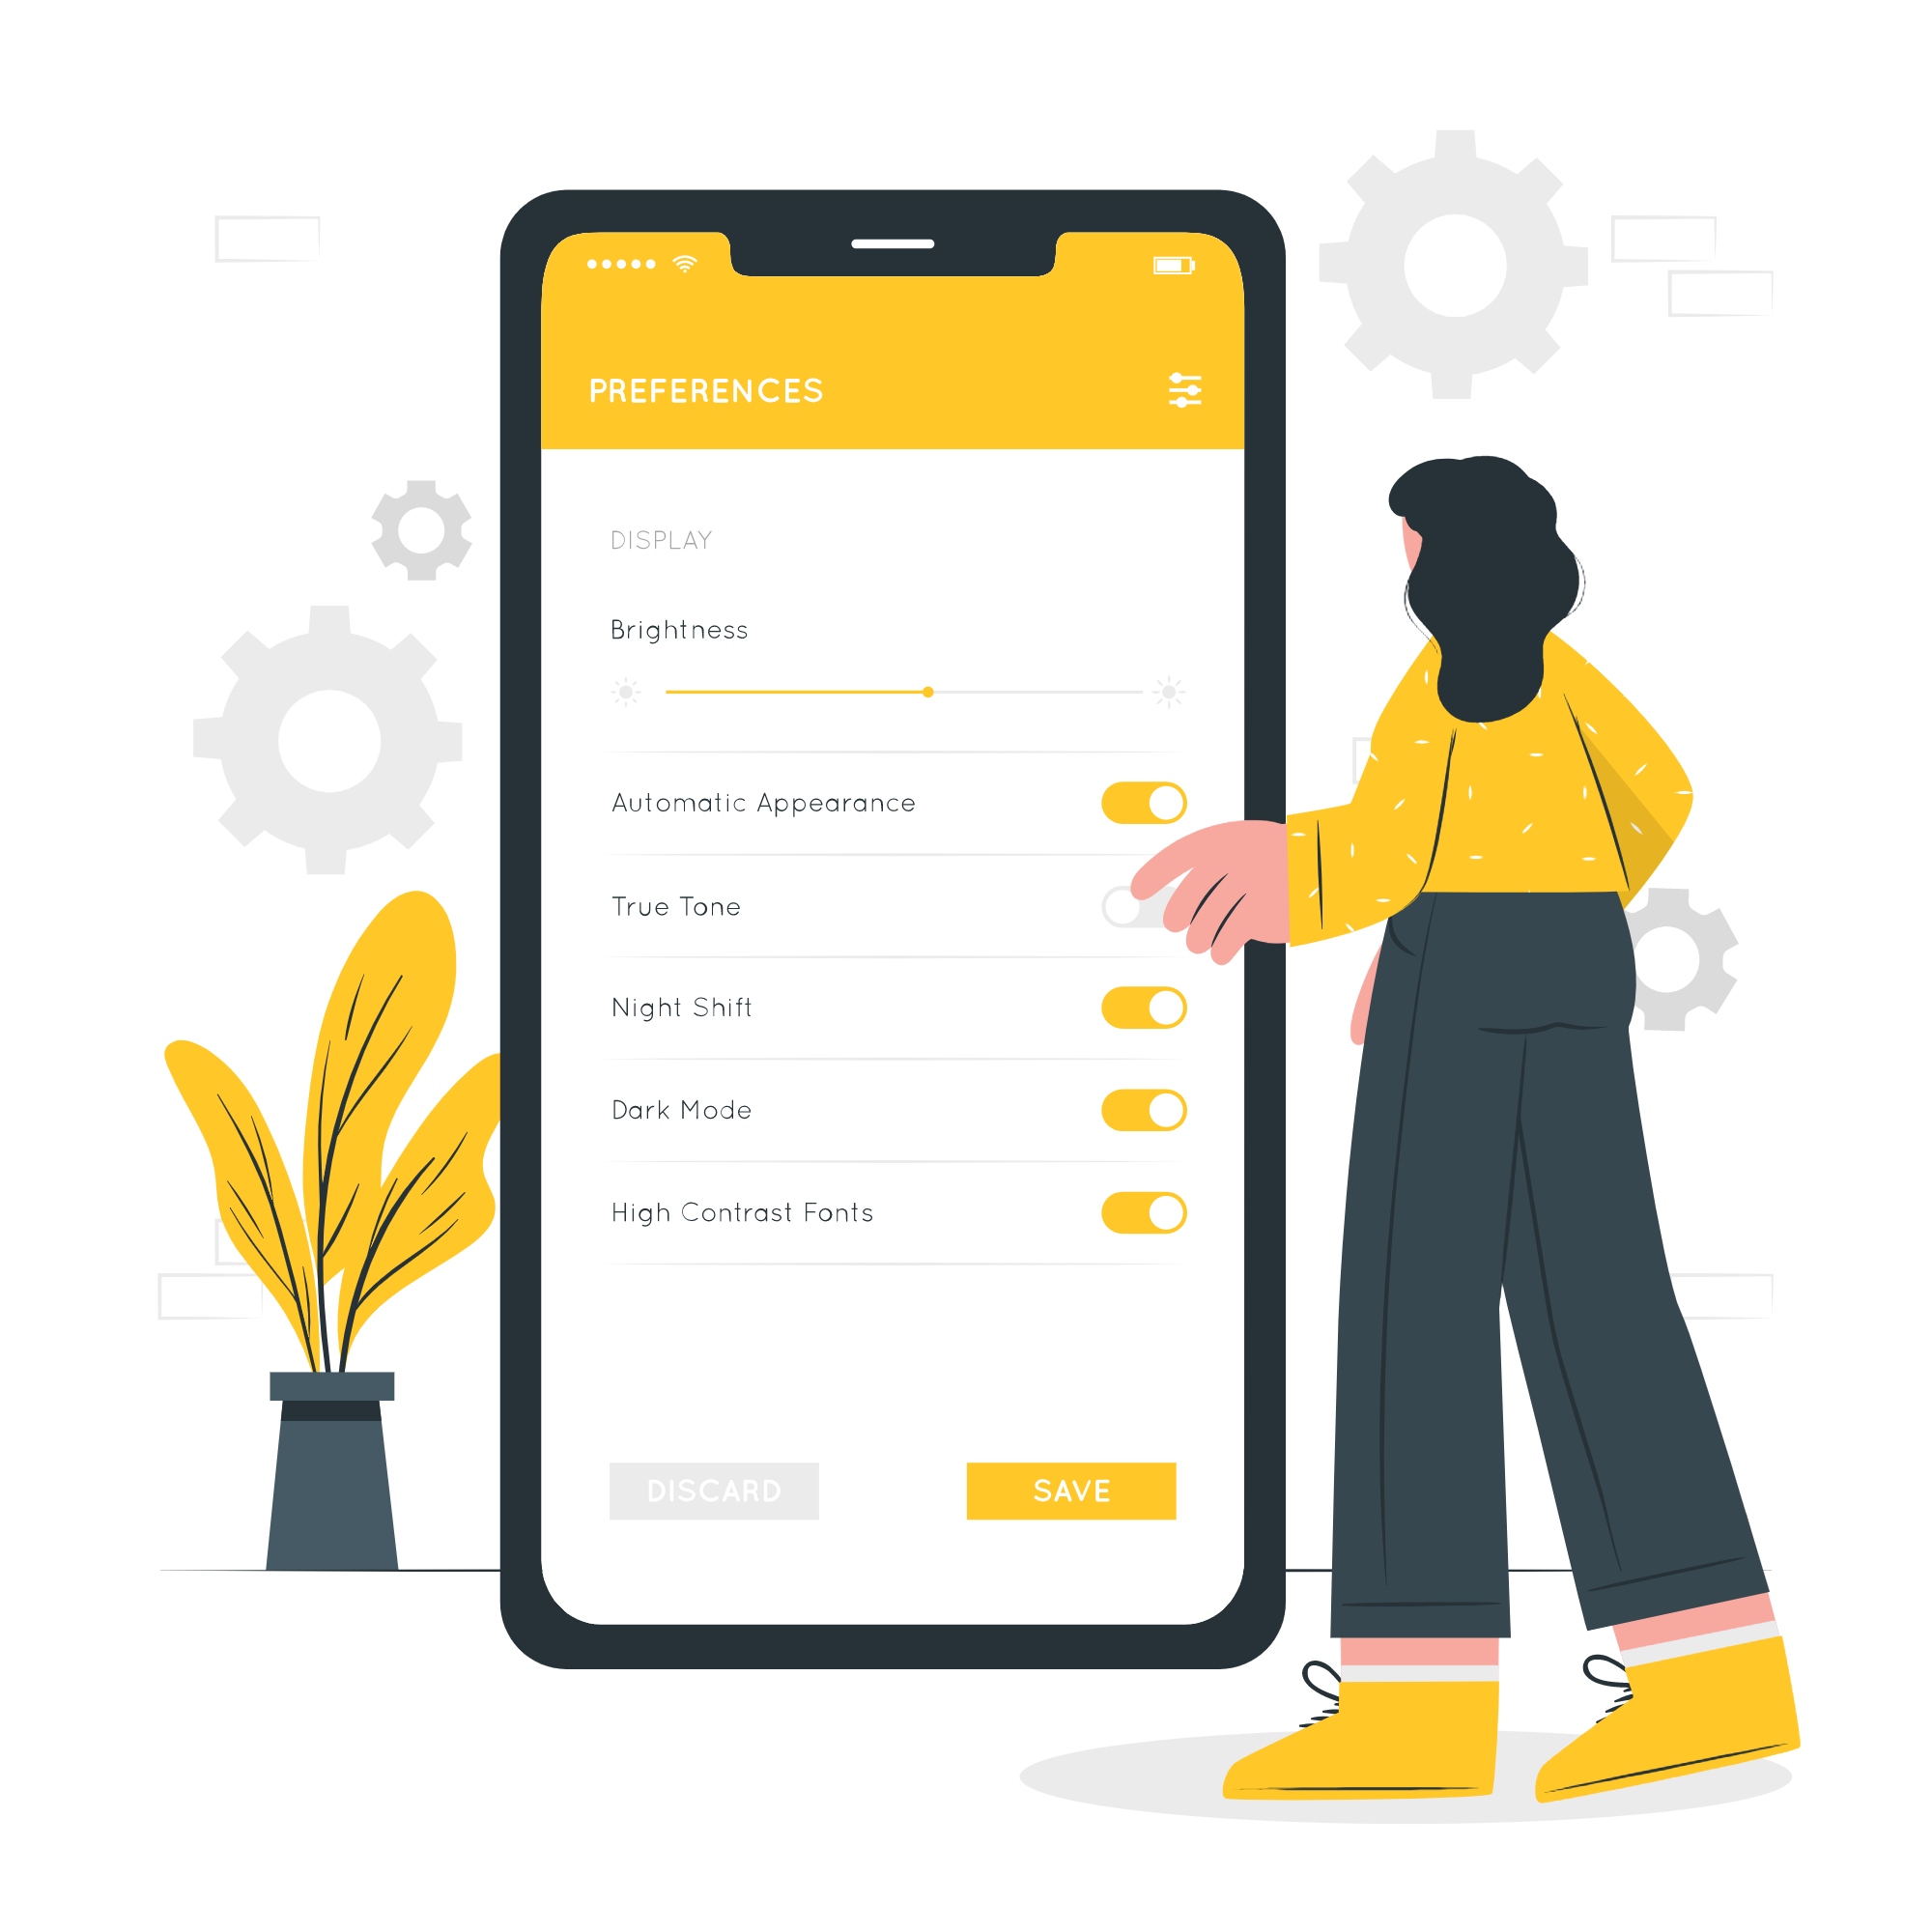 PREFERENCES
DISPLAY
Brightness
Automatic Appearance
True Tone
Night Shift
Dark Mode
High Contrast Fonts
DISCARD SAVE